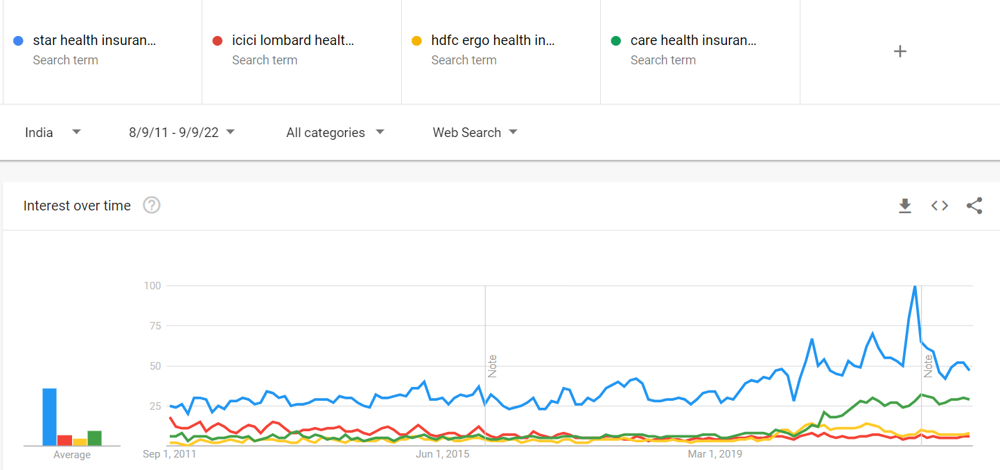 star health insuran...
Search term
icici lombard healt...
Search term
hdfc ergo health in...
Search term
care health insuran...
Search term
+
India
8/9/11 - 9/9/22
All categories
Web Search
Interest over time
?
100
75
50
25
Note
Note
Average
Sep 1, 2011
Jun 1, 2015
Mar 1, 2019